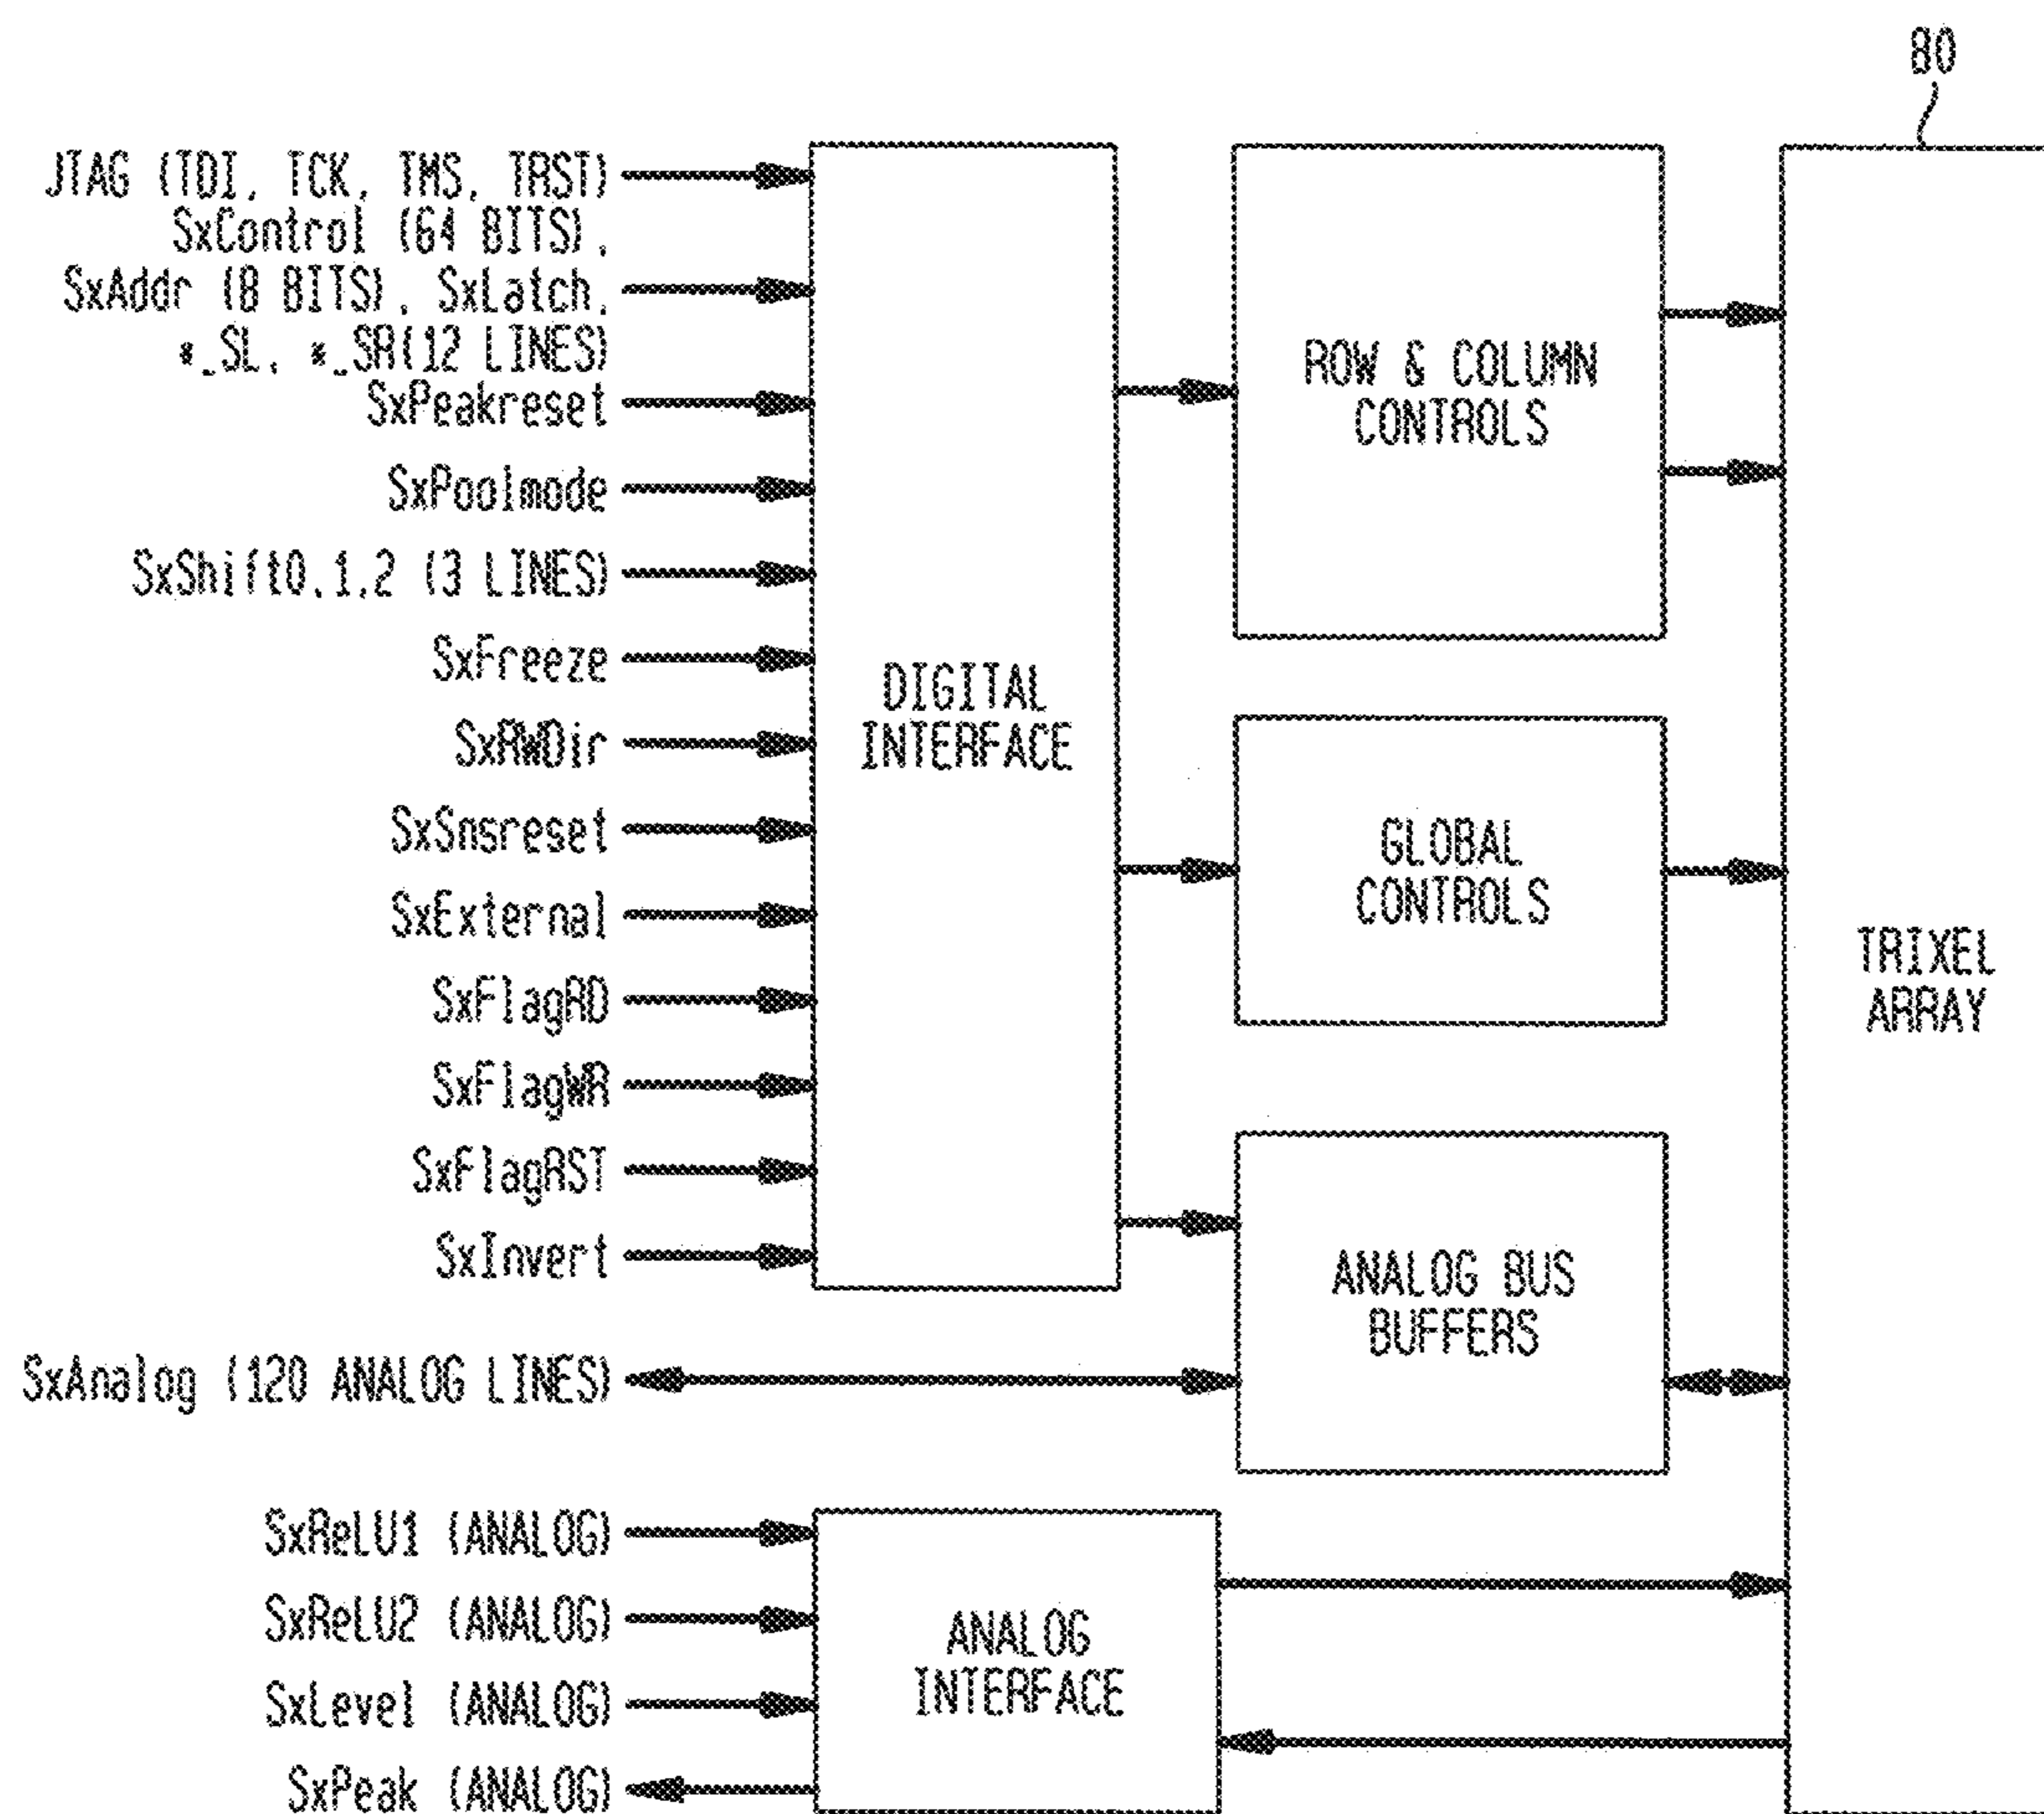 80
JTAG (TDI, TCK, TMS, TRST)
SxControl (64 BITS),
SxAddr (8 BITS), SxLatch,
*_SL, *_SR(12 LINES)
SxPeakreset
SxPoolmode
SxShift0,1,2 (3 LINES)
SxFreeze
SxRWDir
SxSnsreset
SxExternal
SxFlagRD
SxFlagWR
SxFlagRST
SxInvert
SxAnalog (120 ANALOG LINES)
SxReLU1 (ANALOG)
SxReLU2 (ANALOG)
SxLevel (ANALOG)
SxPeak (ANALOG)
DIGITAL
INTERFACE
ANALOG
INTERFACE
ROW & COLUMN
CONTROLS
GLOBAL
CONTROLS
ANALOG BUS
BUFFERS
TRIXEL
ARRAY